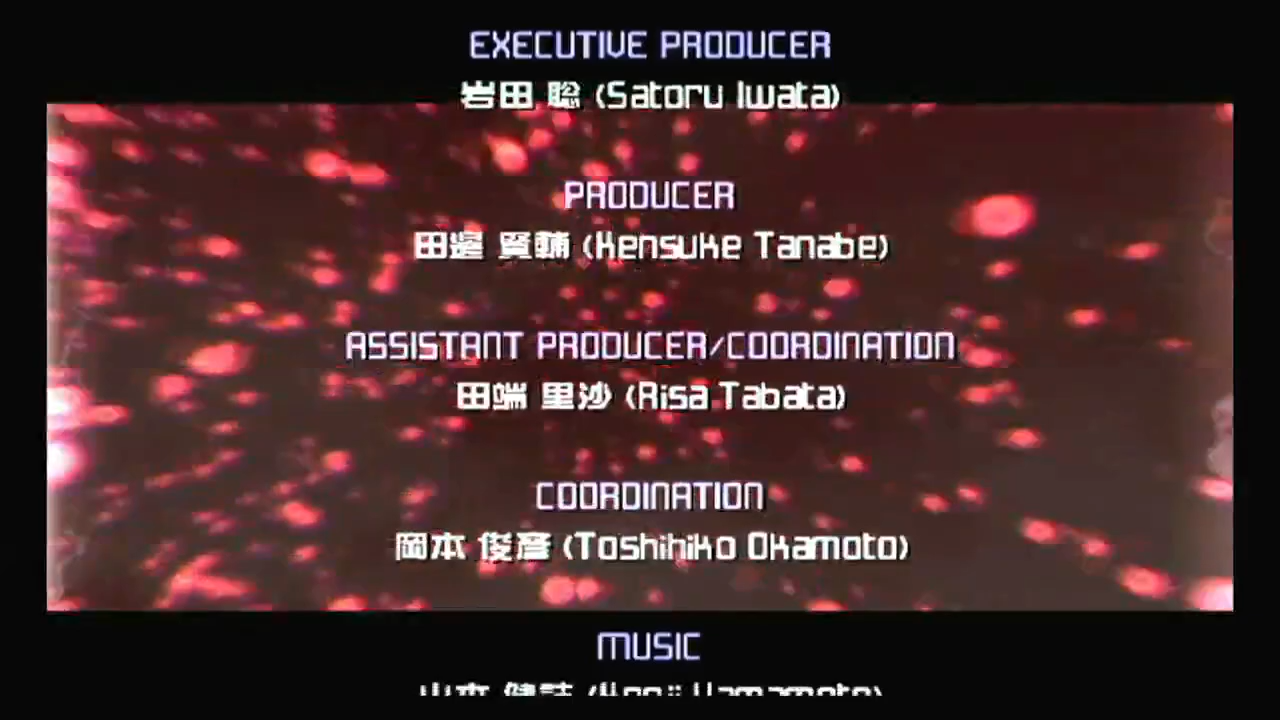 EXECUTIVE PRODUCER
岩田 聡 (Satoru Iwata)
PRODUCER
田邊 賢輔 (Kensuke Tanabe)
ASSISTANT PRODUCER/COORDINATION
田端 里沙 (Risa Tabata)
COORDINATION
岡本 俊彦 (Toshihiko Okamoto)
MUSIC